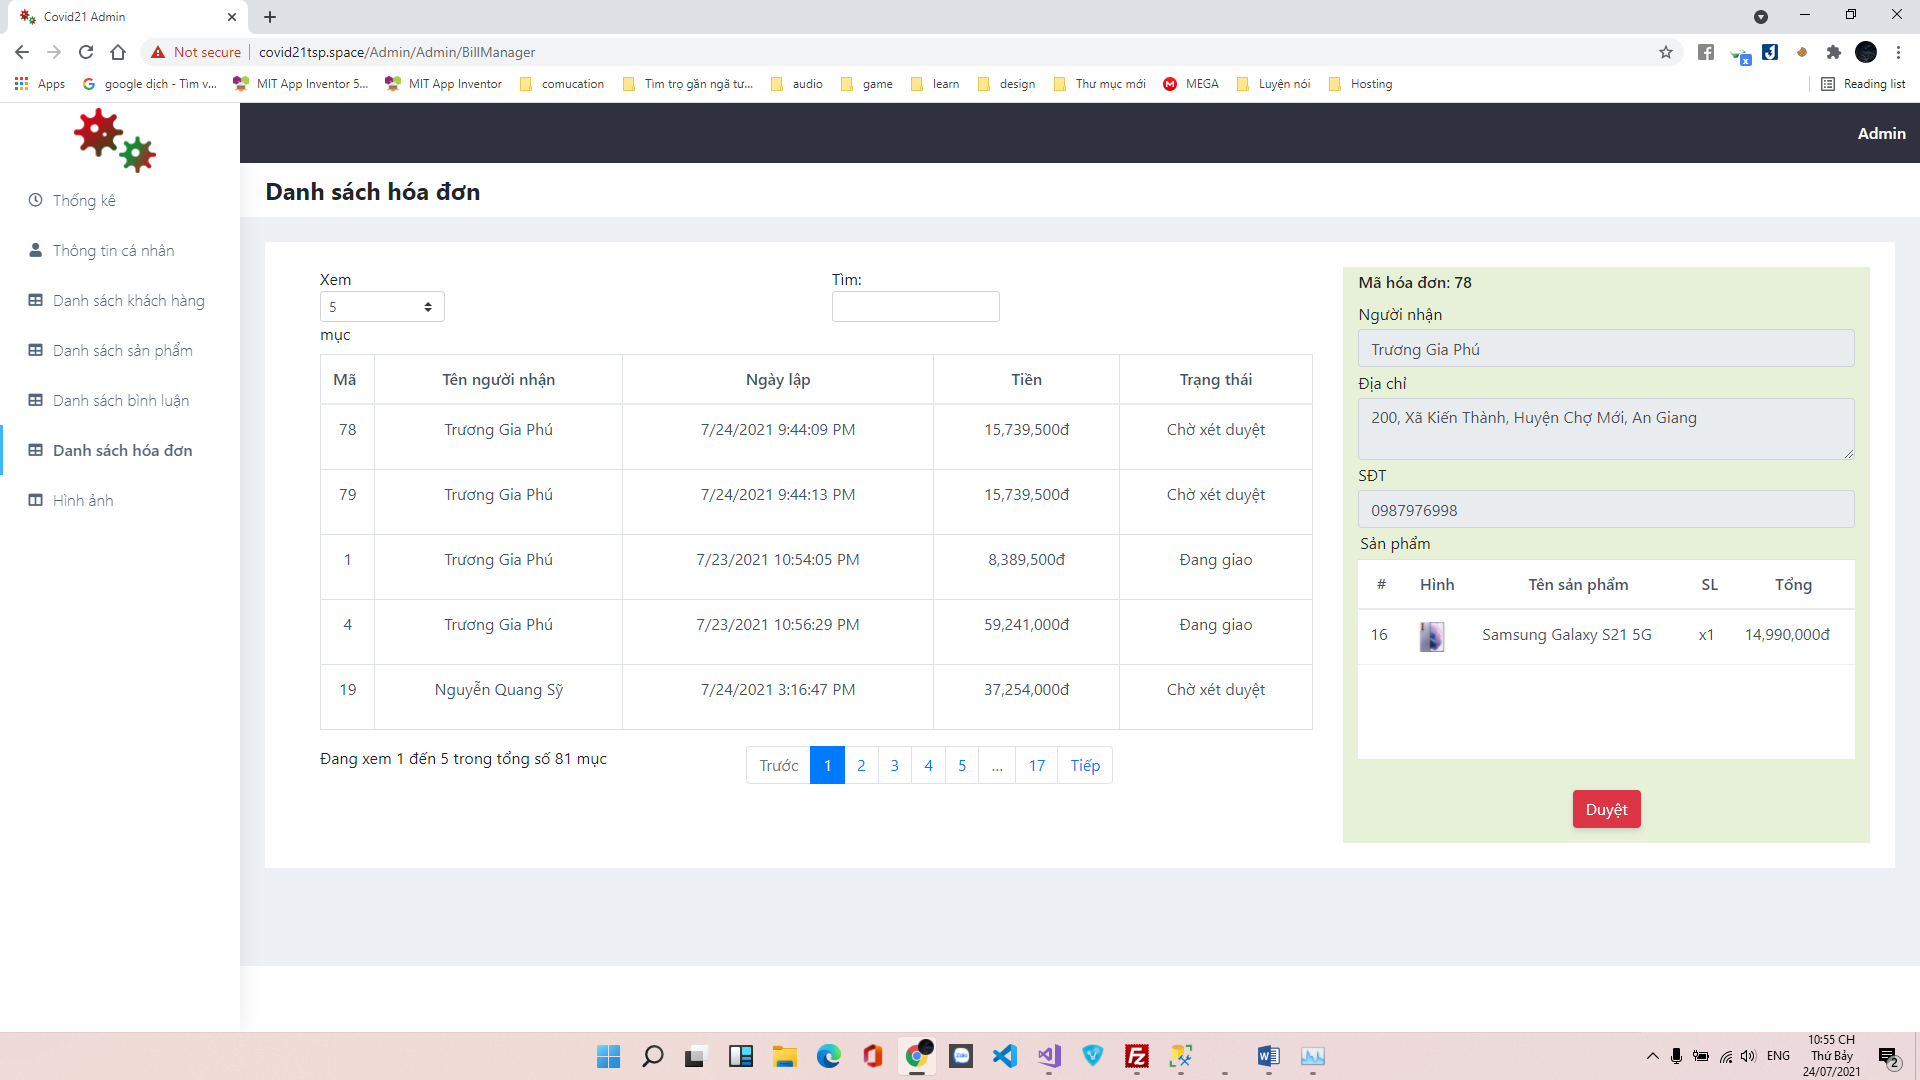 Covid21 Admin
Not secure
covid21tsp.space/Admin/Admin/BillManager
Apps
google dịch - Tìm v...
MIT App Inventor 5...
MIT App Inventor
comucation
Tìm trọ gần ngã tư...
audio
game
learn
design
Thư mục mới
MEGA
Luyện nói
Hosting
Reading list
Admin
Thống kê
Thông tin cá nhân
Danh sách khách hàng
Danh sách sản phẩm
Danh sách bình luận
Danh sách hóa đơn
Hình ảnh
Danh sách hóa đơn
Xem
5
mục
Tìm:
Mã Tên người nhận Ngày lập Tiền Trạng thái
78 Trương Gia Phú 7/24/2021 9:44:09 PM 15,739,500đ Chờ xét duyệt
79 Trương Gia Phú 7/24/2021 9:44:13 PM 15,739,500đ Chờ xét duyệt
1 Trương Gia Phú 7/23/2021 10:54:05 PM 8,389,500đ Đang giao
4 Trương Gia Phú 7/23/2021 10:56:29 PM 59,241,000đ Đang giao
19 Nguyễn Quang Sỹ 7/24/2021 3:16:47 PM 37,254,000đ Chờ xét duyệt
Đang xem 1 đến 5 trong tổng số 81 mục
Trước 1 2 3 4 5 ... 17 Tiếp
Mã hóa đơn: 78
Người nhận
Trương Gia Phú
Địa chỉ
200, Xã Kiến Thành, Huyện Chợ Mới, An Giang
SĐT
0987976998
Sản phẩm
# Hình Tên sản phẩm SL Tổng
16 Samsung Galaxy S21 5G x1 14,990,000đ
Duyệt
ENG
10:55 CH
Thứ Bảy
24/07/2021
2